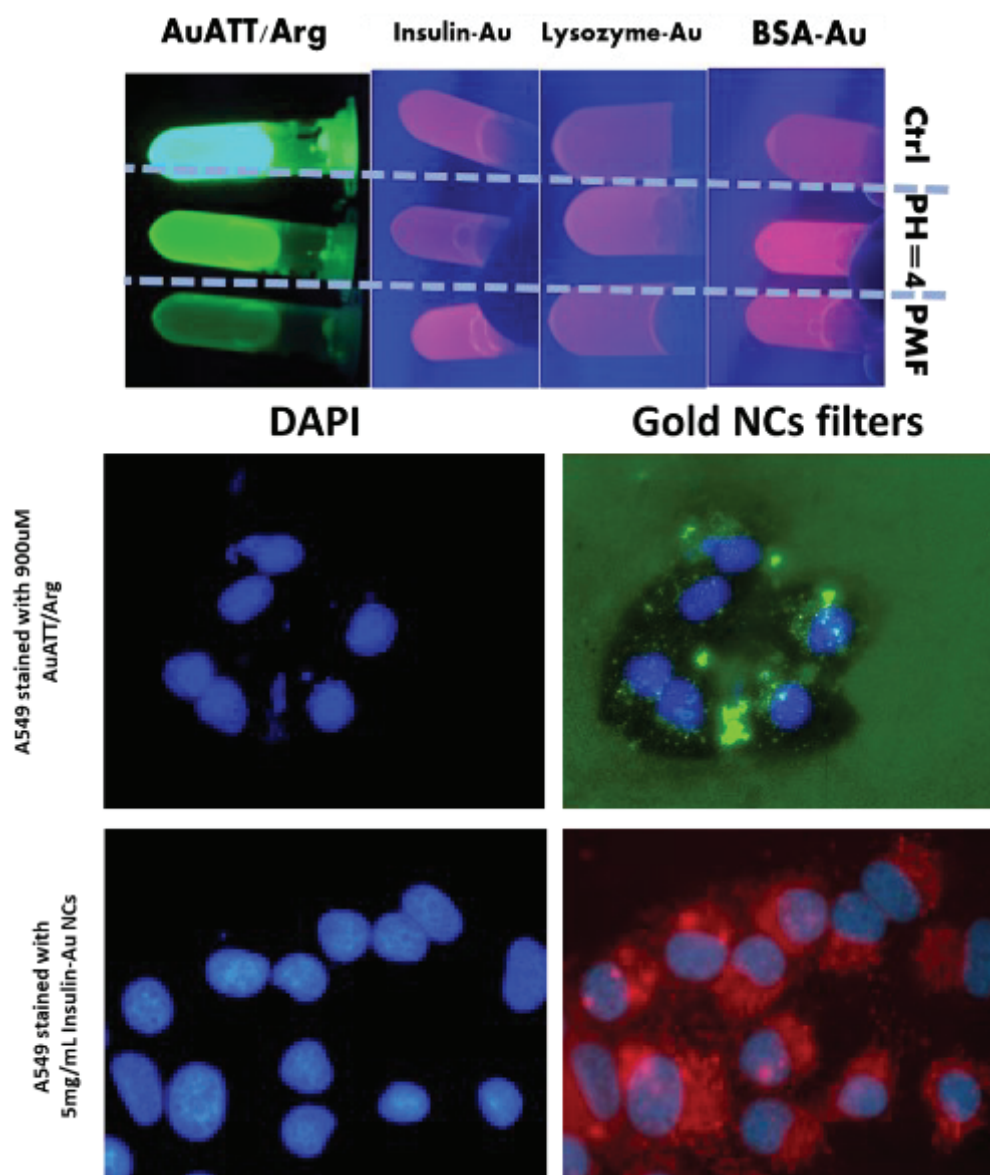 AuATT/Arg
Insulin-Au
Lysozyme-Au
BSA-Au
Ctrl
PH=4
PMF
DAPI
Gold NCs filters
A549 stained with 900uM
AuATT/Arg
A549 stained with
5mg/mL Insulin-Au NCs